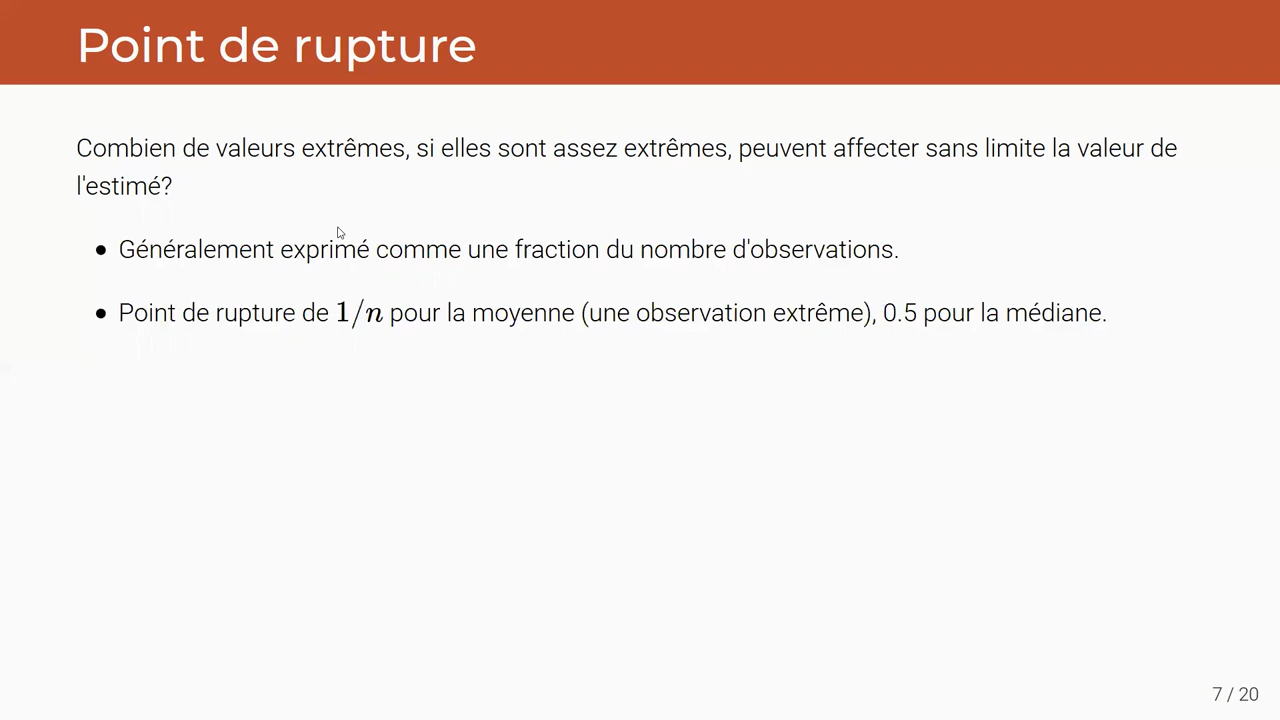 Point de rupture
Combien de valeurs extrêmes, si elles sont assez extrêmes, peuvent affecter sans limite la valeur de
l'estimé?
• Généralement exprimé comme une fraction du nombre d'observations.
• Point de rupture de 1/n pour la moyenne (une observation extrême), 0.5 pour la médiane.
7 / 20